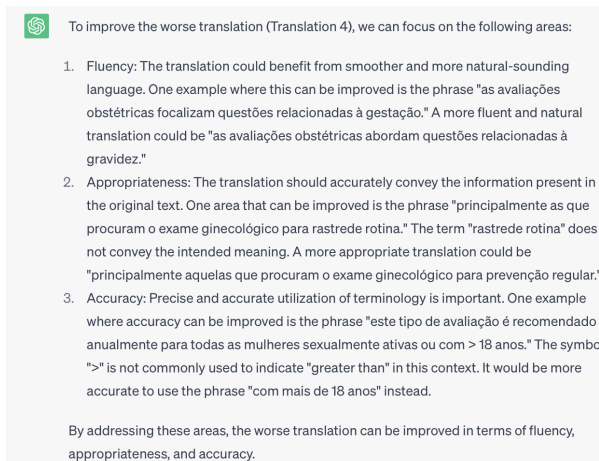 To improve the worse translation (Translation 4), we can focus on the following areas:
1. Fluency: The translation could benefit from smoother and more natural-sounding
language. One example where this can be improved is the phrase "as avaliações
obstétricas focalizam questões relacionadas à gestação." A more fluent and natural
translation could be "as avaliações obstétricas abordam questões relacionadas à
gravidez."
2. Appropriateness: The translation should accurately convey the information present in
the original text. One area that can be improved is the phrase "principalmente as que
procuram o exame ginecológico para rastrede rotina." The term "rastrede rotina" does
not convey the intended meaning. A more appropriate translation could be
"principalmente aquelas que procuram o exame ginecológico para prevenção regular."
3. Accuracy: Precise and accurate utilization of terminology is important. One example
where accuracy can be improved is the phrase "este tipo de avaliação é recomendado
anualmente para todas as mulheres sexualmente ativas ou com > 18 anos." The symbo
">" is not commonly used to indicate "greater than" in this context. It would be more
accurate to use the phrase "com mais de 18 anos" instead.
By addressing these areas, the worse translation can be improved in terms of fluency,
appropriateness, and accuracy.